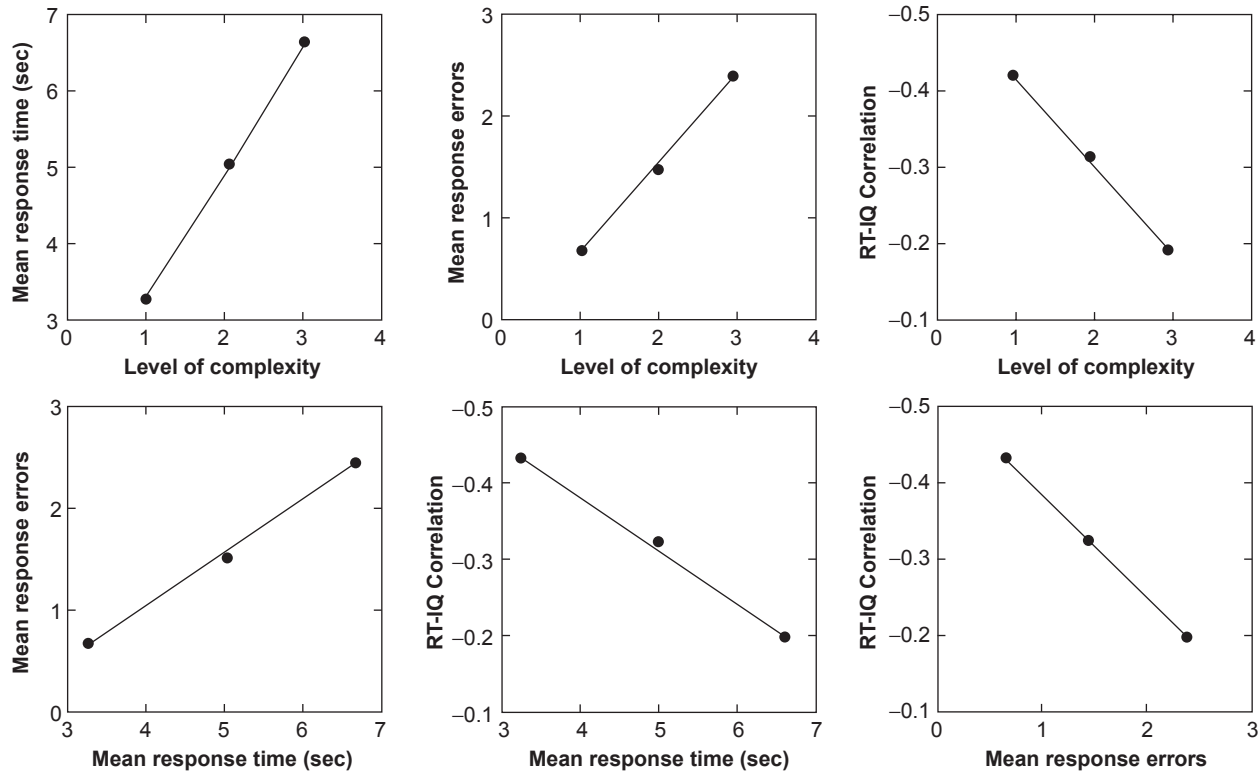 Mean response time (sec)
7
6
5
4
3
0 1 2 3 4
Level of complexity
Mean response errors
3
2
1
0
0 1 2 3 4
Level of complexity
RT-IQ Correlation
–0.5
–0.4
–0.3
–0.2
–0.1
0 1 2 3 4
Level of complexity
Mean response errors
3
2
1
0
3 4 5 6 7
Mean response time (sec)
RT-IQ Correlation
–0.5
–0.4
–0.3
–0.2
–0.1
3 4 5 6 7
Mean response time (sec)
RT-IQ Correlation
–0.5
–0.4
–0.3
–0.2
–0.1
0 1 2 3
Mean response errors